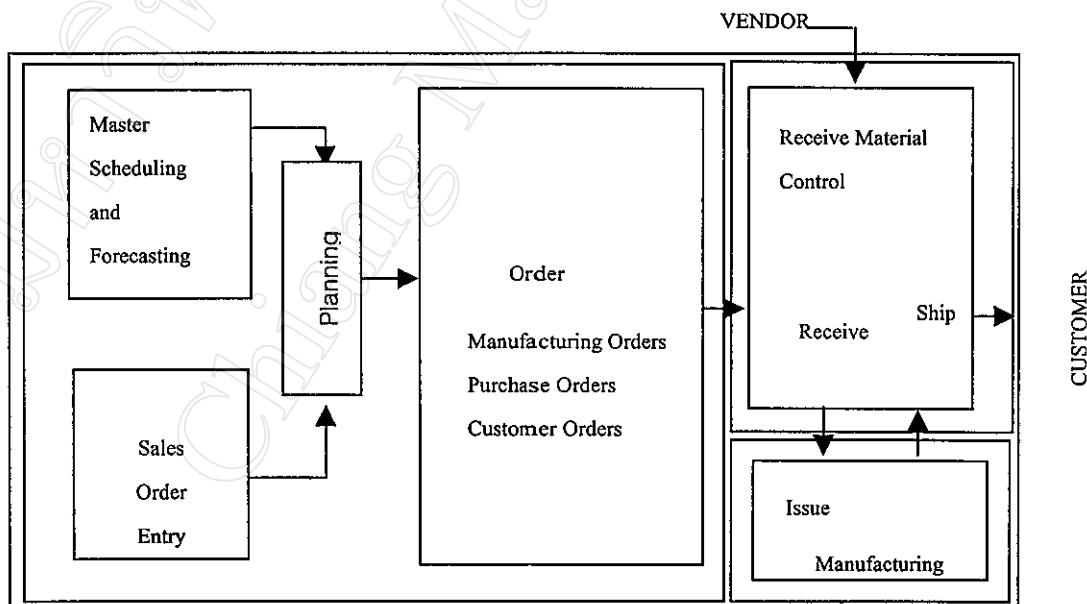 VENDOR
Master
Scheduling
and
Forecasting
Planning
Sales
Order
Entry
Order
Manufacturing Orders
Purchase Orders
Customer Orders
Receive Material
Control
Ship
Receive
Issue
Manufacturing
CUSTOMER
Chiang M